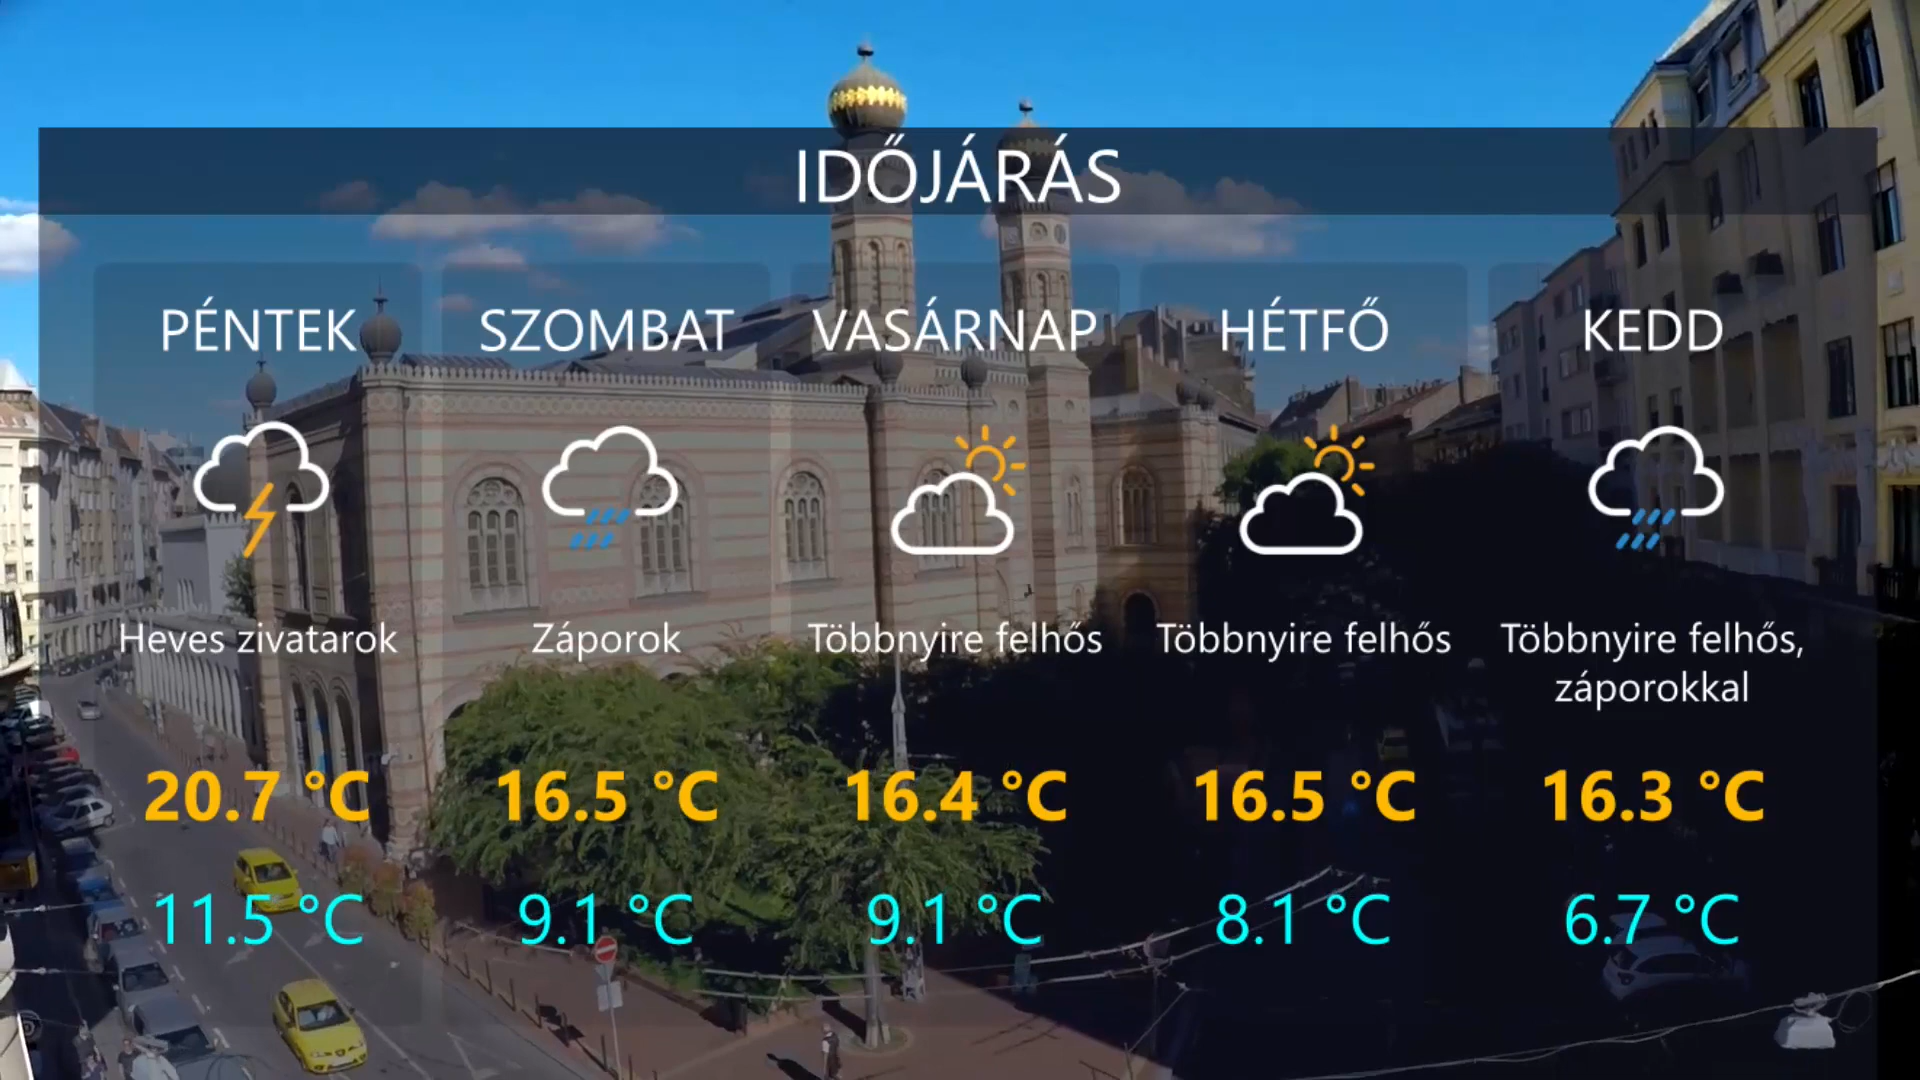 IDŐJÁRÁS
PÉNTEK
Heves zivatarok
20.7 °C
11.5 °C
SZOMBAT
Záporok
16.5 °C
9.1 °C
VASÁRNAP
Többnyire felhős
16.4 °C
9.1 °C
HÉTFŐ
Többnyire felhős
16.5 °C
8.1 °C
KEDD
Többnyire felhős,
záporokkal
16.3 °C
6.7 °C